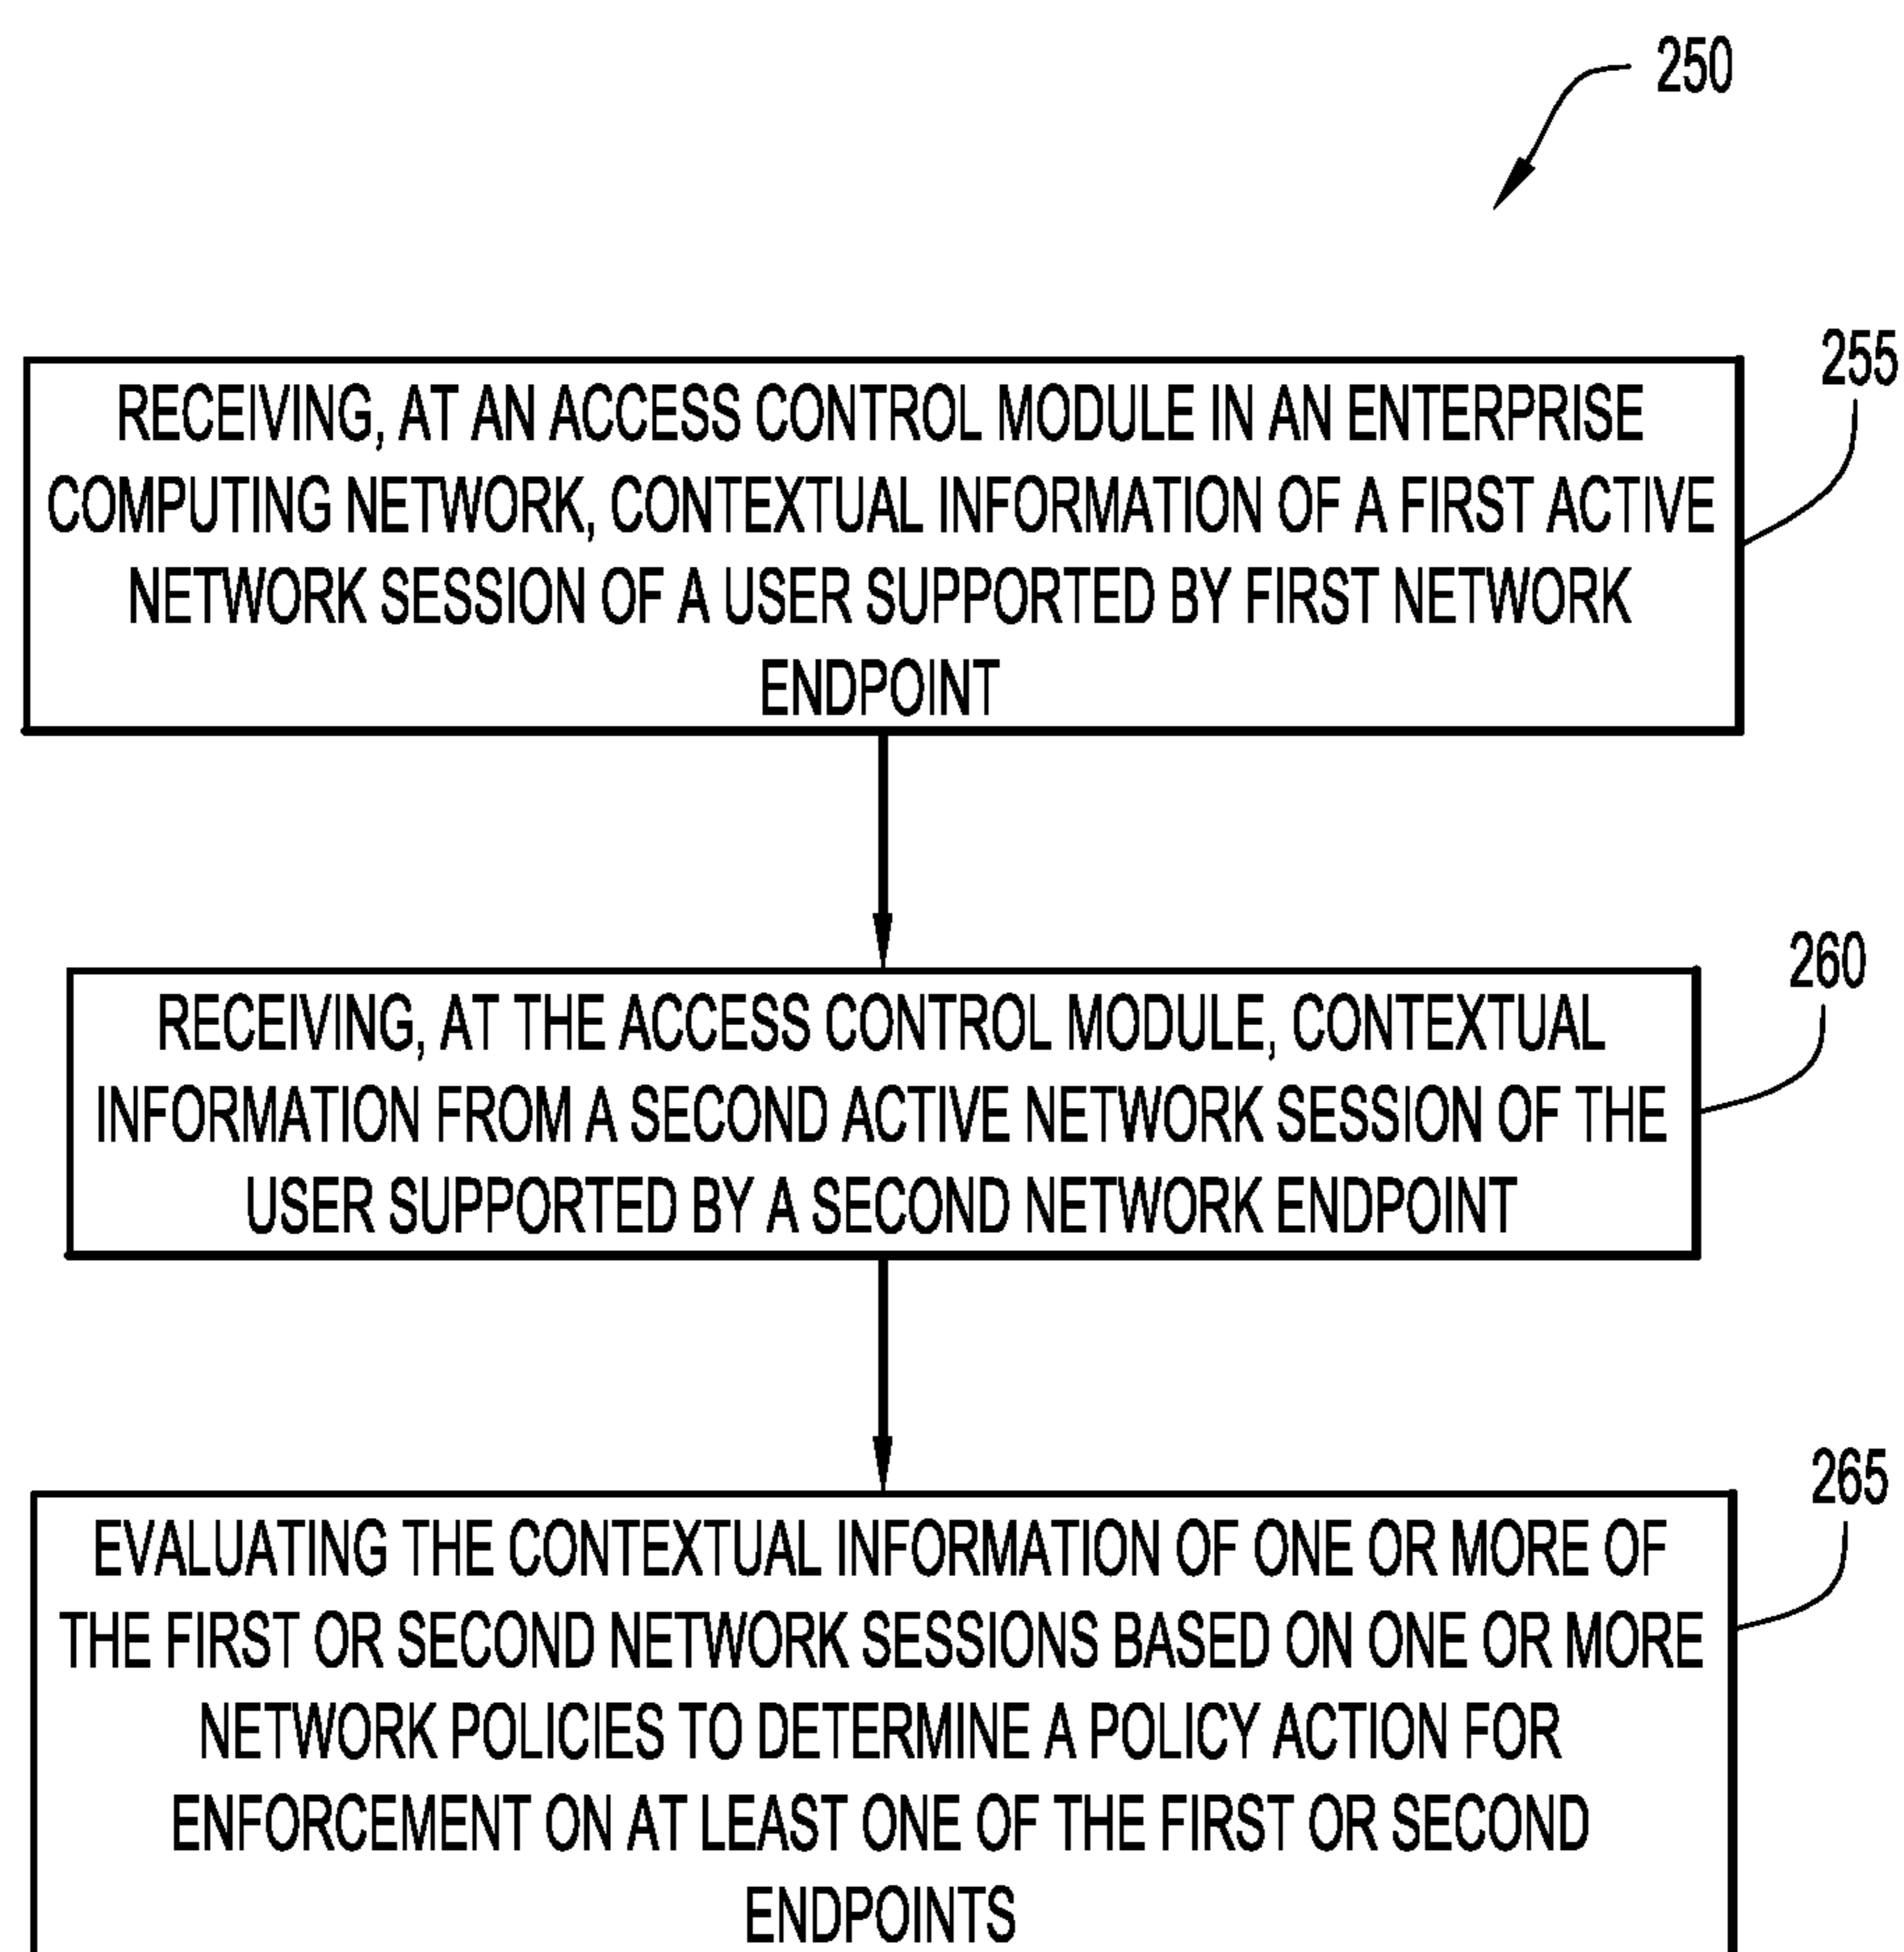 250
255
RECEIVING, AT AN ACCESS CONTROL MODULE IN AN ENTERPRISE
COMPUTING NETWORK, CONTEXTUAL INFORMATION OF A FIRST ACTIVE
NETWORK SESSION OF A USER SUPPORTED BY FIRST NETWORK
ENDPOINT
260
RECEIVING, AT THE ACCESS CONTROL MODULE, CONTEXTUAL
INFORMATION FROM A SECOND ACTIVE NETWORK SESSION OF THE
USER SUPPORTED BY A SECOND NETWORK ENDPOINT
265
EVALUATING THE CONTEXTUAL INFORMATION OF ONE OR MORE OF
THE FIRST OR SECOND NETWORK SESSIONS BASED ON ONE OR MORE
NETWORK POLICIES TO DETERMINE A POLICY ACTION FOR
ENFORCEMENT ON AT LEAST ONE OF THE FIRST OR SECOND
ENDPOINTS